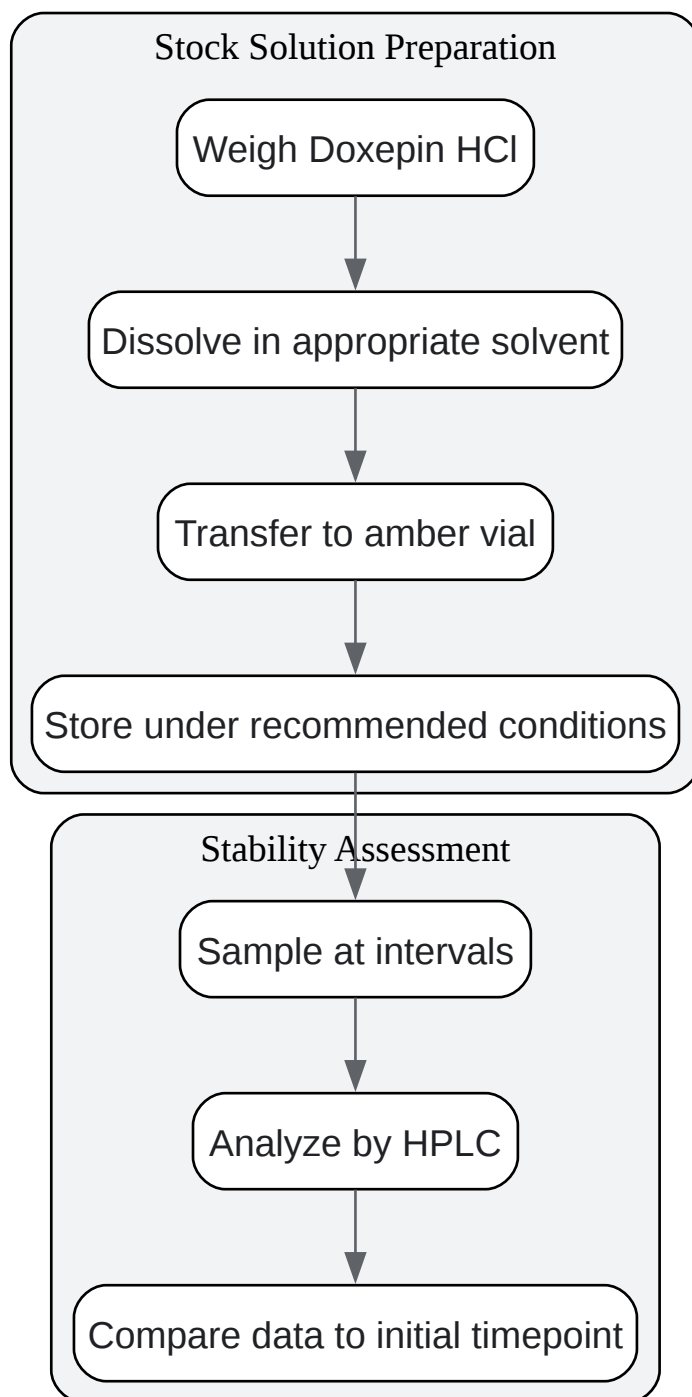 Stock Solution Preparation
Weigh Doxepin HCl
Dissolve in appropriate solvent
Transfer to amber vial
Store under recommended conditions
Stability Assessment
Sample at intervals
Analyze by HPLC
Compare data to initial timepoint